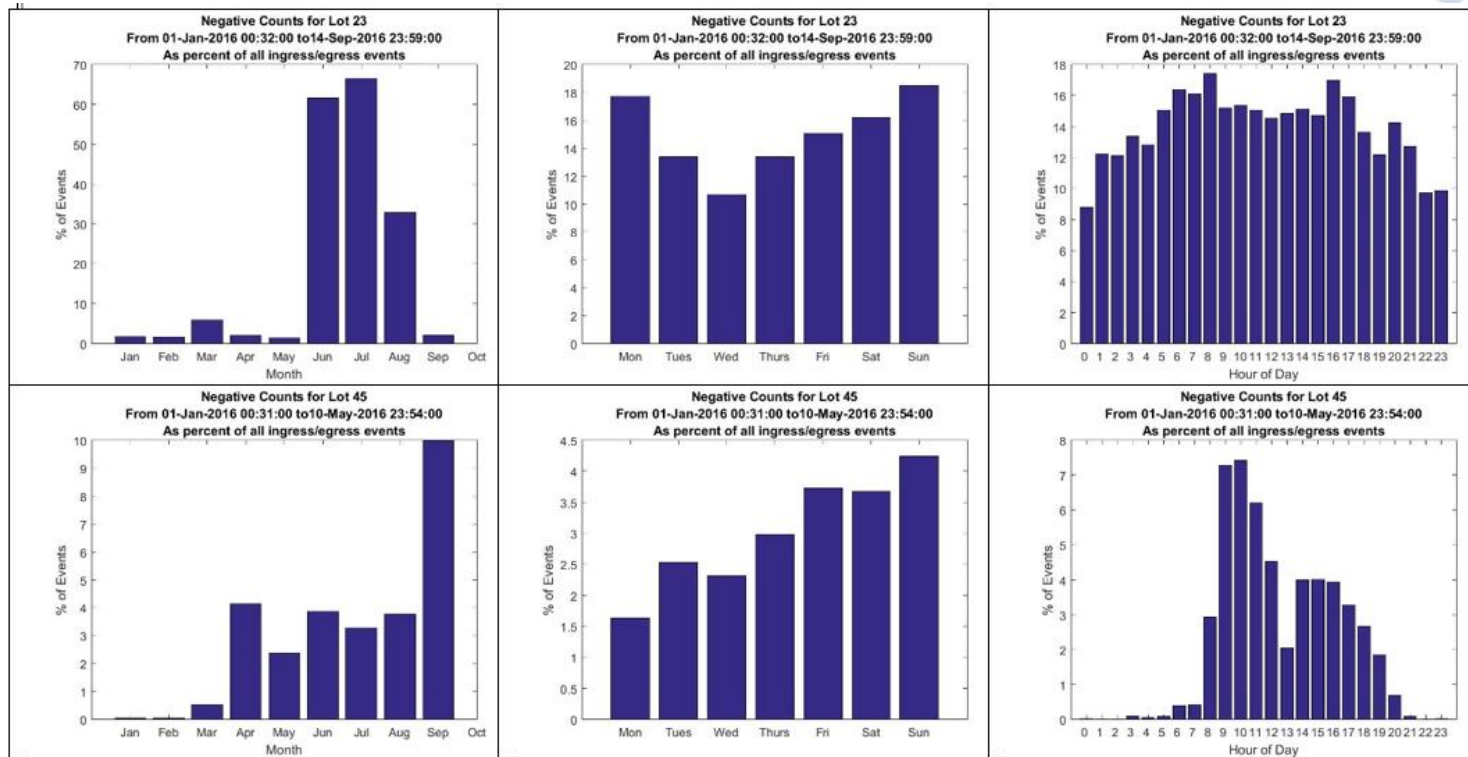 Negative Counts for Lot 23
From 01-Jan-2016 00:32:00 to14-Sep-2016 23:59:00
As percent of all ingress/egress events
70
60
50
40
30
20
10
0
% of Events
Jan Feb Mar Apr May Jun Jul Aug Sep Oct
Month
Negative Counts for Lot 23
From 01-Jan-2016 00:32:00 to14-Sep-2016 23:59:00
As percent of all ingress/egress events
20
18
16
14
12
10
8
6
4
2
0
% of Events
Mon Tues Wed Thurs Fri Sat Sun
Negative Counts for Lot 23
From 01-Jan-2016 00:32:00 to14-Sep-2016 23:59:00
As percent of all ingress/egress events
18
16
14
12
10
8
6
4
2
0
% of Events
0 1 2 3 4 5 6 7 8 9 10 11 12 13 14 15 16 17 18 19 20 21 22 23
Hour of Day
Negative Counts for Lot 45
From 01-Jan-2016 00:31:00 to10-May-2016 23:54:00
As percent of all ingress/egress events
10
9
8
7
6
5
4
3
2
1
0
% of Events
Jan Feb Mar Apr May Jun Jul Aug Sep Oct
Month
Negative Counts for Lot 45
From 01-Jan-2016 00:31:00 to10-May-2016 23:54:00
As percent of all ingress/egress events
4.5
4
3.5
3
2.5
2
1.5
1
0.5
0
% of Events
Mon Tues Wed Thurs Fri Sat Sun
Negative Counts for Lot 45
From 01-Jan-2016 00:31:00 to10-May-2016 23:54:00
As percent of all ingress/egress events
8
7
6
5
4
3
2
1
0
% of Events
0 1 2 3 4 5 6 7 8 9 10 11 12 13 14 15 16 17 18 19 20 21 22 23
Hour of Day